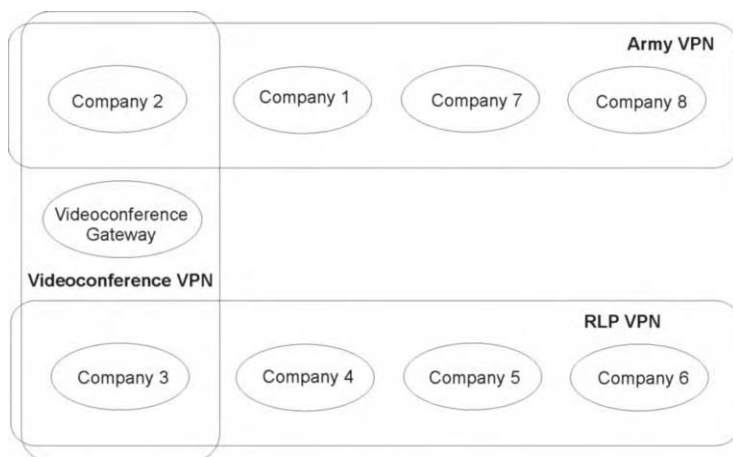 Army VPN
Company 2
Company 1
Company 7
Company 8
Videoconference
Gateway
Videoconference VPN
RLP VPN
Company 3
Company 4
Company 5
Company 6